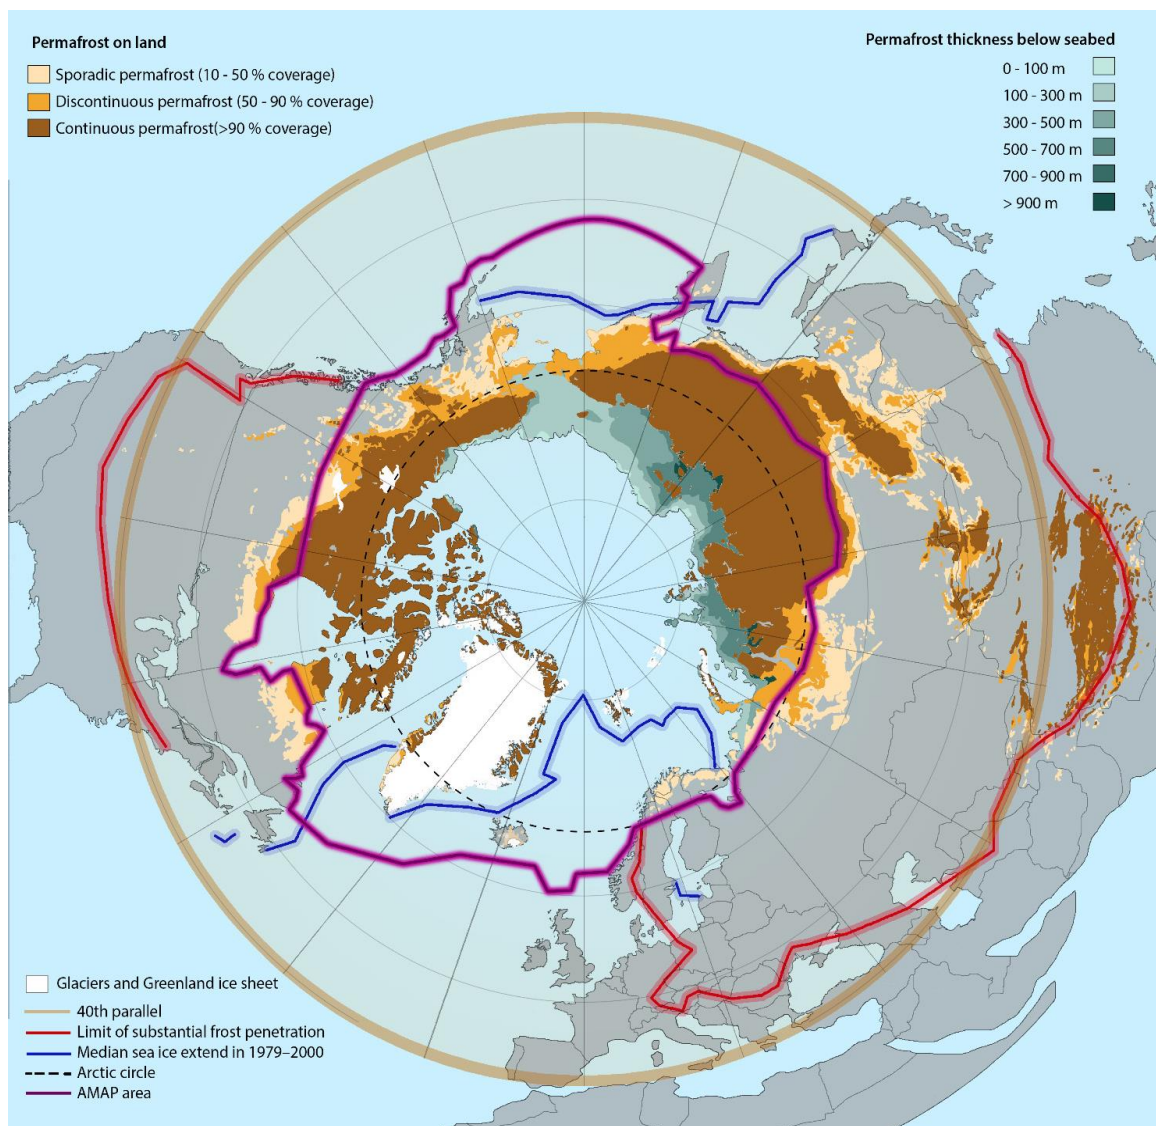 Permafrost on land
Sporadic permafrost (10 - 50 % coverage)
Discontinuous permafrost (50 - 90 % coverage)
Continuous permafrost(>90 % coverage)
Permafrost thickness below seabed
0 - 100 m
100 - 300 m
300 - 500 m
500 - 700 m
700 - 900 m
> 900 m
Glaciers and Greenland ice sheet
40th parallel
Limit of substantial frost penetration
Median sea ice extend in 1979–2000
Arctic circle
AMAP area